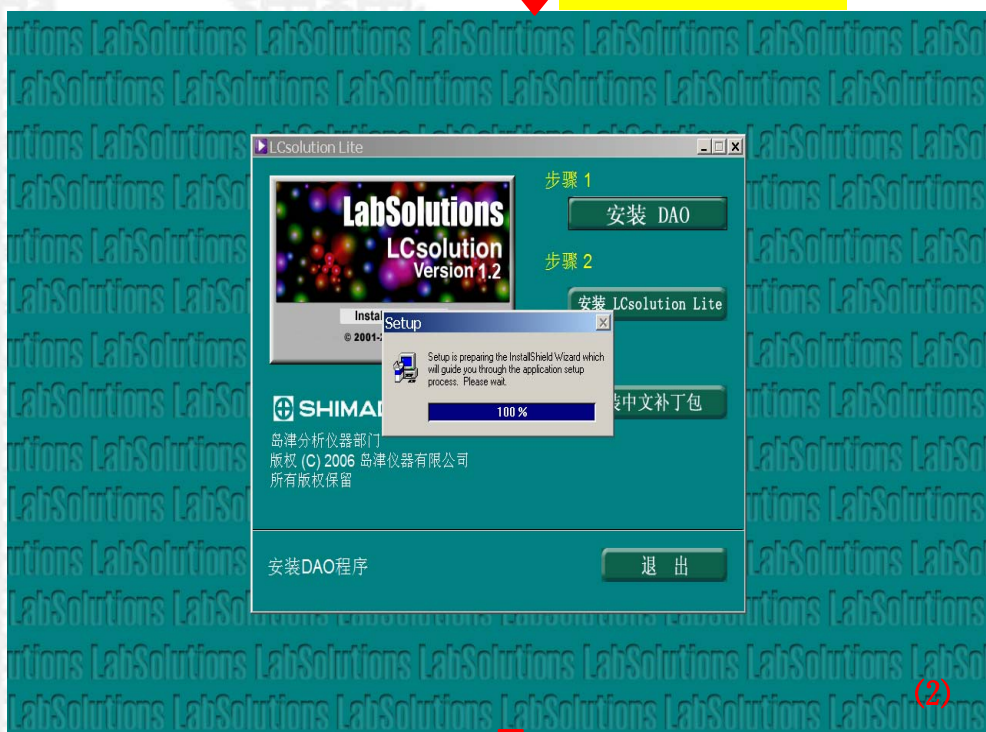 LCsolution Lite
LabSolutions
LCsolution
Version 1.2
Instal
© 2001-
步骤 1
安装 DAO
步骤 2
安装 LCsolution Lite
中文补丁包
Setup
Setup is preparing the InstallShield Wizard which
will guide you through the application setup
process. Please wait.
100 %
SHIMAD
岛津分析仪器部门
版权 (C) 2006 岛津仪器有限公司
所有版权保留
安装DAO程序
退 出
(2)